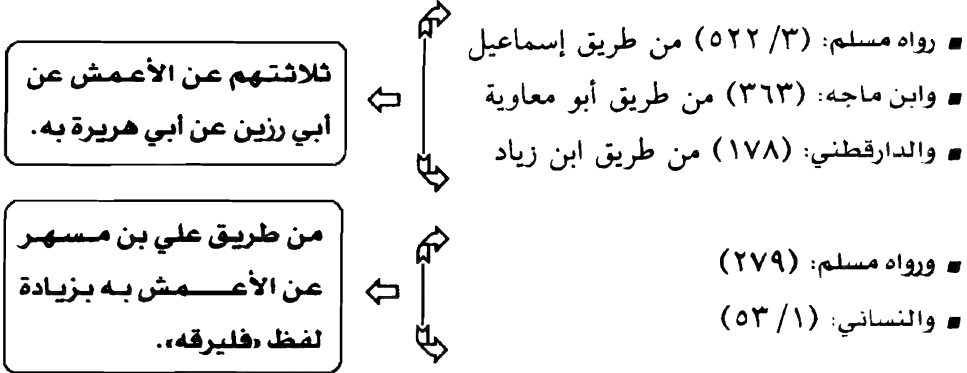 ▪ رواه مسلم: (٣/ ٥٢٢) من طريق إسماعيل
▪ وابن ماجه: (٣٦٣) من طريق أبو معاوية
▪ والدارقطني: (١٧٨) من طريق ابن زياد
ثلاثتهم عن الأعمش عن
أبي رزين عن أبي هريرة به.
▪ ورواه مسلم: (٢٧٩)
▪ والنسائي: (١/ ٥٣)
من طريق علي بن مسهر
عن الأعمش به بزيادة
لفظ «فليرقه».